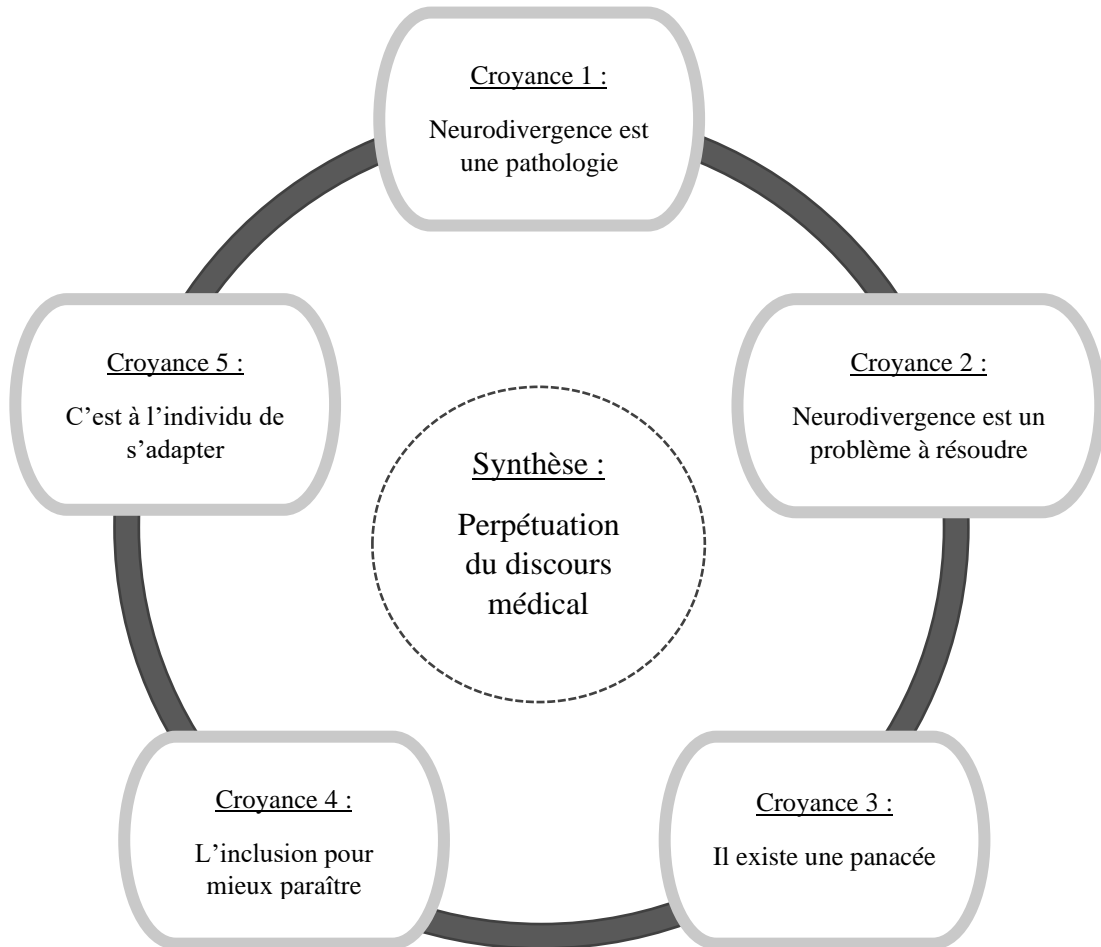 Croyance 1 :
Neurodivergence est
une pathologie
Croyance 2 :
Neurodivergence est un
problème à résoudre
Croyance 3 :
Il existe une panacée
Croyance 4 :
L’inclusion pour
mieux paraître
Croyance 5 :
C’est à l’individu de
s’adapter
Synthèse :
Perpétuation
du discours
médical